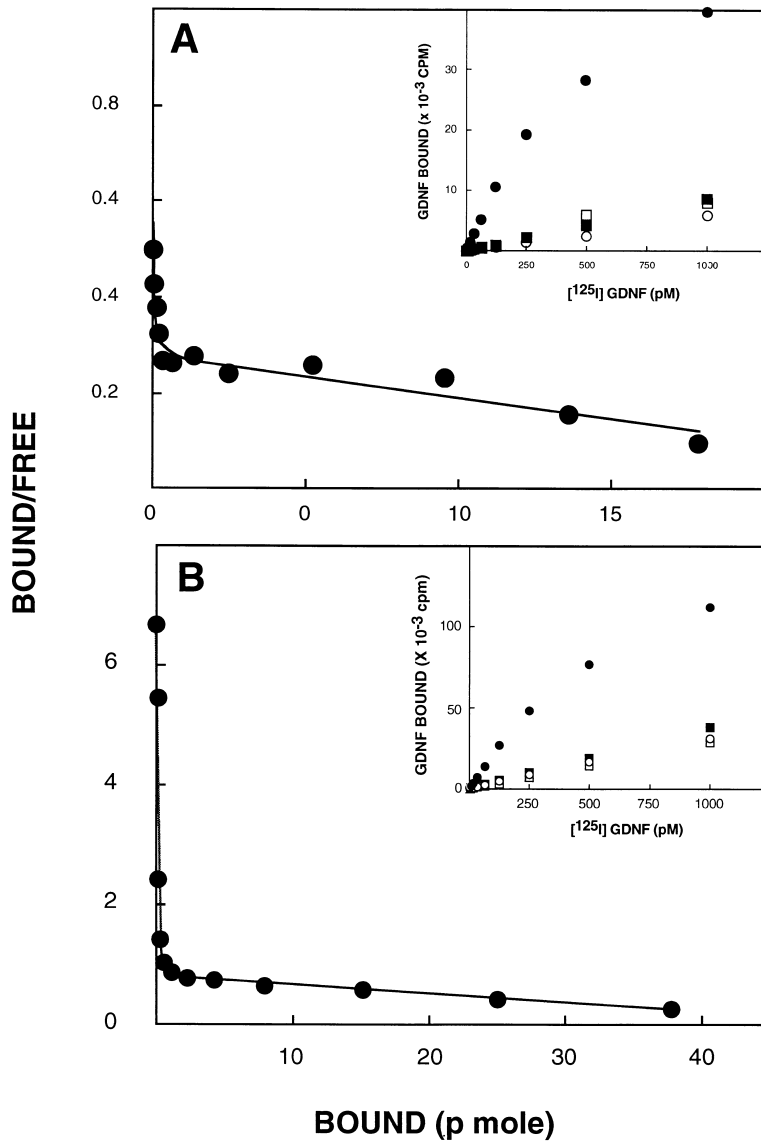 A
0.8
0.4
0.4
0.2
0 0 10 15
GDNF BOUND (x 10-3 CPM)
30
20
10
0 250 500 750 1000
[125I] GDNF (pM)
BOUND/FREE
B
6
4
2
0
10 20 30 40
GDNF BOUND (X 10-3 cpm)
100
50
0
250 500 750 1000
[125I] GDNF (pM)
BOUND (p mole)